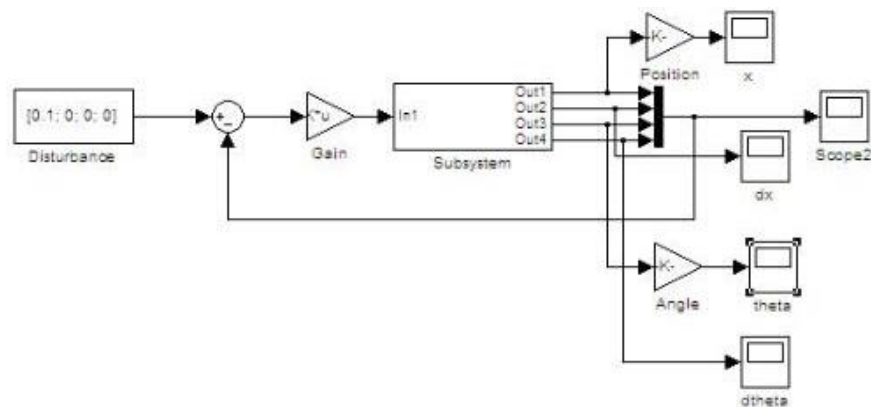 -K-
Position
x
[0.1; 0; 0; 0]
Disturbance
+
-
K*u
Gain
In1
Out1
Out2
Out3
Out4
Subsystem
Scope2
dx
-K-
Angle
theta
dtheta